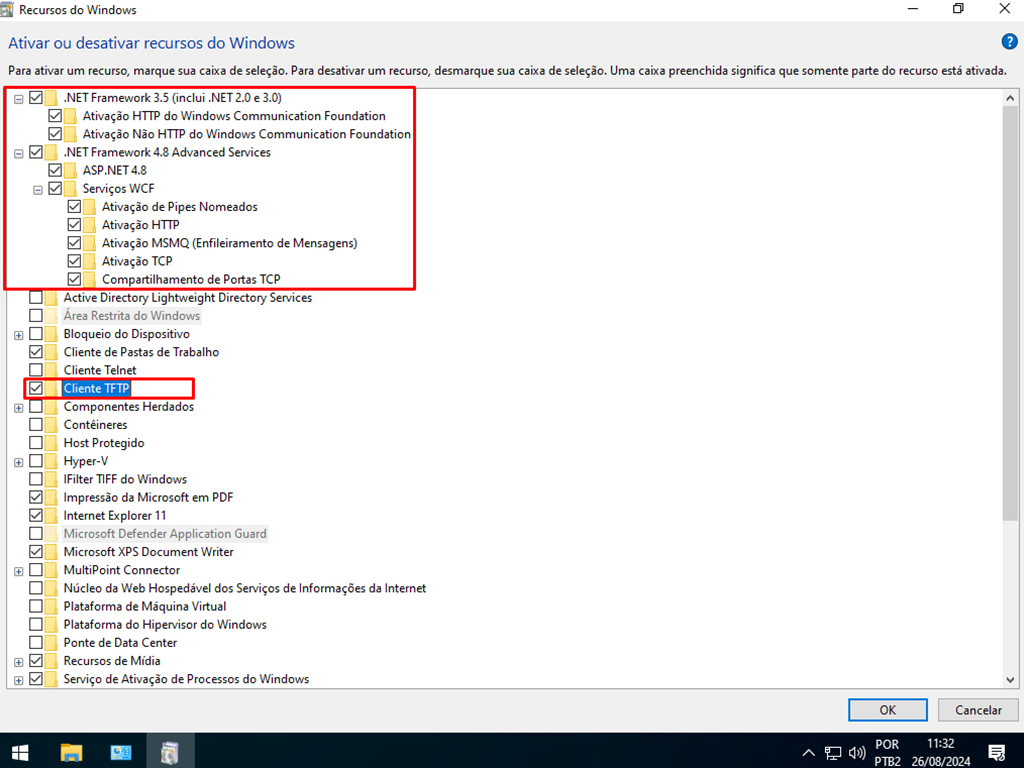 Recursos do Windows
Ativar ou desativar recursos do Windows
Para ativar um recurso, marque sua caixa de seleção. Para desativar um recurso, desmarque sua caixa de seleção. Uma caixa preenchida significa que somente parte do recurso está ativada.
.NET Framework 3.5 (inclui .NET 2.0 e 3.0)
Ativação HTTP do Windows Communication Foundation
Ativação Não HTTP do Windows Communication Foundation
.NET Framework 4.8 Advanced Services
ASP.NET 4.8
Serviços WCF
Ativação de Pipes Nomeados
Ativação HTTP
Ativação MSMQ (Enfileiramento de Mensagens)
Ativação TCP
Compartilhamento de Portas TCP
Active Directory Lightweight Directory Services
Área Restrita do Windows
Bloqueio do Dispositivo
Cliente de Pastas de Trabalho
Cliente Telnet
Cliente TFTP
Componentes Herdados
Contêineres
Host Protegido
Hyper-V
IFilter TIFF do Windows
Impressão da Microsoft em PDF
Internet Explorer 11
Microsoft Defender Application Guard
Microsoft XPS Document Writer
MultiPoint Connector
Núcleo da Web Hospedável dos Serviços de Informações da Internet
Plataforma de Máquina Virtual
Plataforma do Hipervisor do Windows
Ponte de Data Center
Recursos de Mídia
Serviço de Ativação de Processos do Windows
OK
Cancelar
POR
PTB2
11:32
26/08/2024